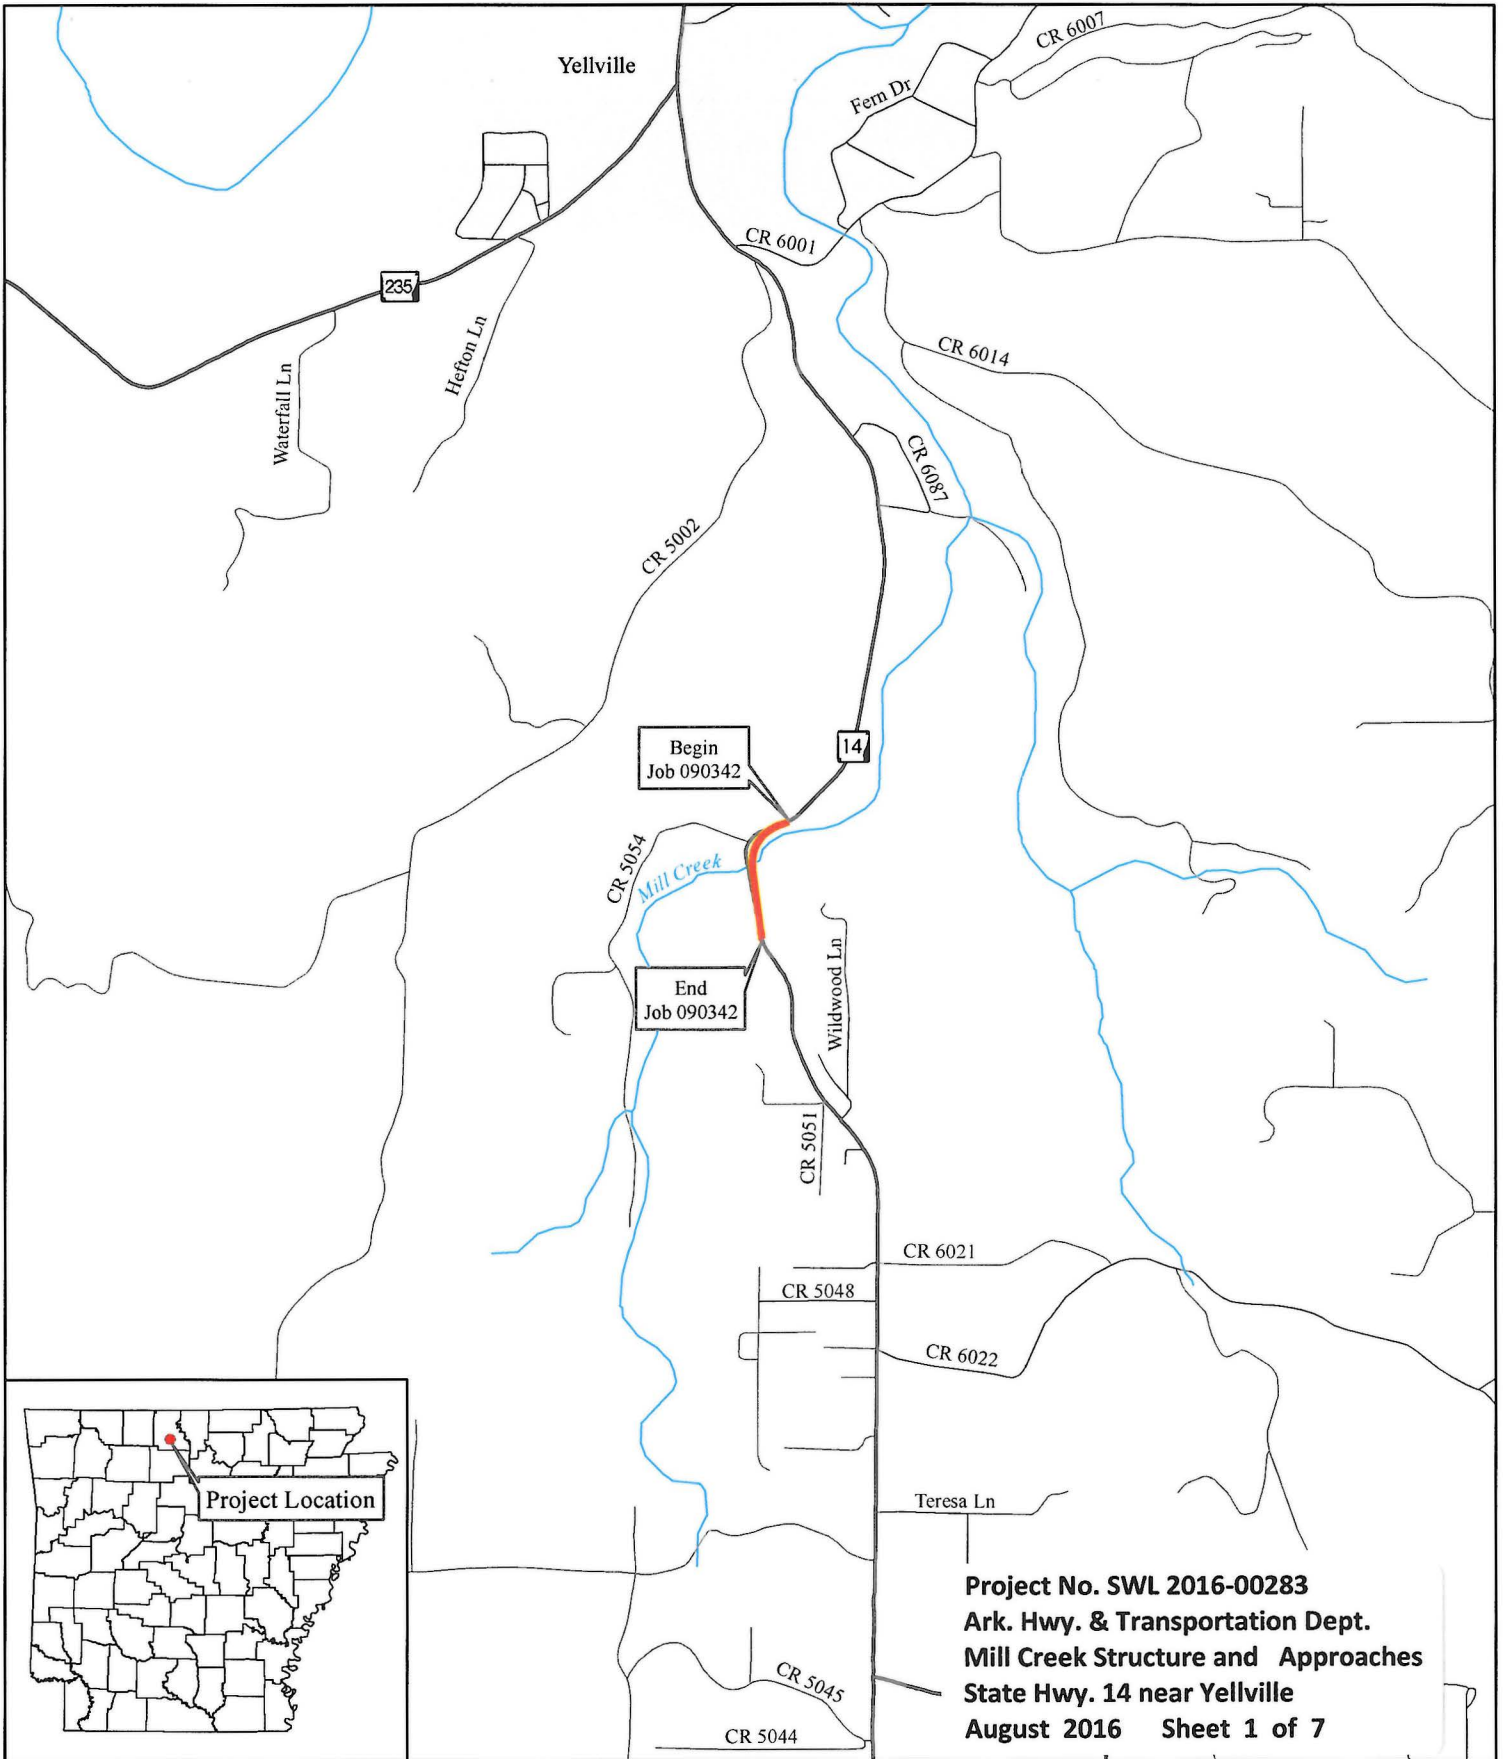 Yellville
CR 6007
Fern Dr
CR 6001
235
Hefton Ln
Waterfall Ln
CR 6014
CR 6087
CR 5002
Begin
Job 090342
14
CR 5054
Mill Creek
End
Job 090342
Wildwood Ln
CR 5051
CR 6021
CR 5048
CR 6022
Project Location
Teresa Ln
CR 5045
CR 5044
Project No. SWL 2016-00283
Ark. Hwy. & Transportation Dept.
Mill Creek Structure and Approaches
State Hwy. 14 near Yellville
August 2016 Sheet 1 of 7